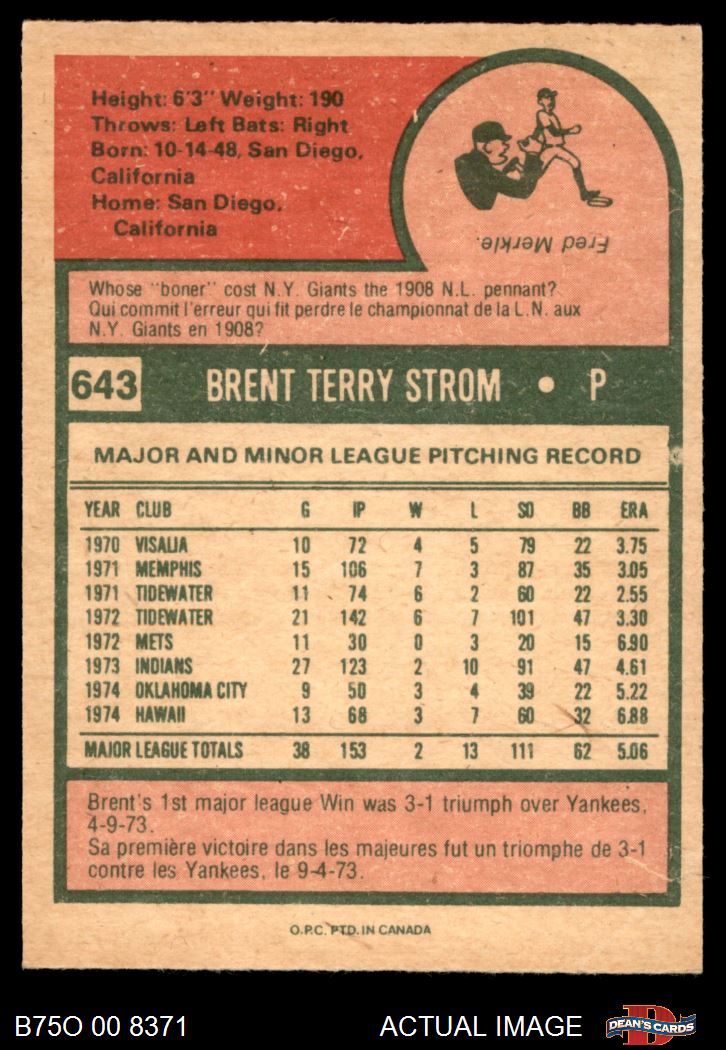 Height: 6'3" Weight: 190
Throws: Left Bats: Right
Born: 10-14-48, San Diego,
California
Home: San Diego,
California
Fred Merkle.
Whose "boner" cost N.Y. Giants the 1908 N.L. pennant?
Qui commit l'erreur qui fit perdre le championnat de la L.N. aux
N.Y. Giants en 1908?
643 BRENT TERRY STROM • P
MAJOR AND MINOR LEAGUE PITCHING RECORD
YEAR CLUB G IP W L SO BB ERA
1970 VISALIA 10 72 4 5 79 22 3.75
1971 MEMPHIS 15 106 7 3 87 35 3.05
1971 TIDEWATER 11 74 6 2 60 22 2.55
1972 TIDEWATER 21 142 6 7 101 47 3.30
1972 METS 11 30 0 3 20 15 6.90
1973 INDIANS 27 123 2 10 91 47 4.61
1974 OKLAHOMA CITY 9 50 3 4 39 22 5.22
1974 HAWAII 13 68 3 7 60 32 6.88
MAJOR LEAGUE TOTALS 38 153 2 13 111 62 5.06
Brent's 1st major league Win was 3-1 triumph over Yankees,
4-9-73.
Sa première victoire dans les majeures fut un triomphe de 3-1
contre les Yankees, le 9-4-73.
O.P.C. PTD. IN CANADA
B75O 00 8371 ACTUAL IMAGE D DEAN'S CARDS